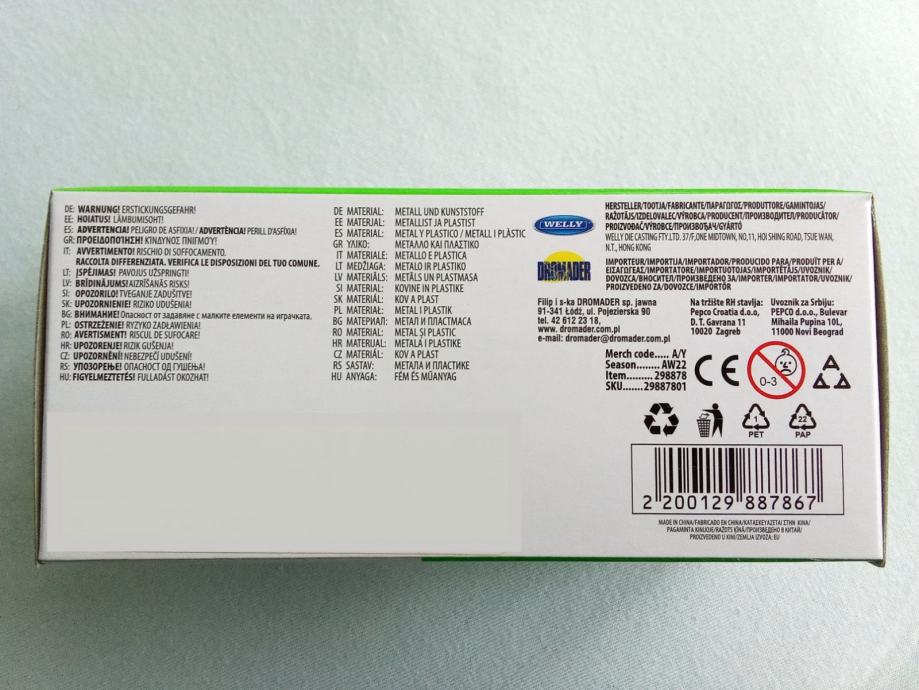 DE: WARNUNG! ERSTICKUNGSGEFAHR!
EE: HOIATUS! LÄMBUMISOHT!
ES: ADVERTENCIA! PELIGRO DE ASFIXIA! / ADVERTÈNCIA! PERILL D'ASFÍXIA!
GR: ΠΡΟΕΙΔΟΠΟΊΗΣΗ! ΚΊΝΔΥΝΟΣ ΠΝΙΓΜΟΥ!
IT: AVVERTIMENTO! RISCHIO DI SOFFOCAMENTO.
RACCOLTA DIFFERENZIATA. VERIFICA LE DISPOSIZIONI DEL TUO COMUNE.
LT: ĮSPĖJIMAS! PAVOJUS UŽSPRINGTI!
LV: BRĪDINĀJUMS! AIZRĪŠANĀS RISKS!
SI: OPOZORILO! TVEGANJE ZADUŠITVE!
SK: UPOZORNENIE! RIZIKO UDUŠENIA!
BG: ВНИМАНИЕ! Опасност от задавяне с малките елементи на играчката.
PL: OSTRZEŻENIE! RYZYKO ZADŁAWIENIA!
RO: AVERTISMENT! RISCUL DE SUFOCARE!
HR: UPOZORENJE! RIZIK GUŠENJA!
CZ: UPOZORNĚNÍ! NEBEZPEČÍ UDUŠENÍ!
RS: УПОЗОРЕЊЕ! ОПАСНОСТ ОД ГУШЕЊА!
HU: FIGYELMEZTETÉS! FULLADÁST OKOZHAT!
DE MATERIAL: METALL UND KUNSTSTOFF
EE MATERJAL: METALLIST JA PLASTIST
ES MATERIAL: METAL Y PLÁSTICO / METALL I PLÀSTIC
GR ΥΛΙΚΟ: ΜΕΤΑΛΛΟ ΚΑΙ ΠΛΑΣΤΙΚΟ
IT MATERIALE: METALLO E PLASTICA
LT MEDŽIAGA: METALO IR PLASTIKO
LV MATERIĀLS: METĀLS UN PLASTMASA
SI MATERIAL: KOVINE IN PLASTIKE
SK MATERIÁL: KOV A PLAST
PL MATERIAŁ: METAL I PLASTIK
BG МАТЕРИАЛ: МЕТАЛ И ПЛАСТМАСА
RO MATERIAL: METAL ȘI PLASTIC
HR MATERIJAL: METALA I PLASTIKE
CZ MATERIÁL: KOV A PLAST
RS SASTAV: МЕТАЛА И ПЛАСТИКЕ
HU ANYAGA: FÉM ÉS MŰANYAG
WELLY
HERSTELLER/TOOTJA/FABRICANTE/ΠΑΡΑΓΩΓΟΣ/PRODUTTORE/GAMINTOJAS/
RAŽOTĀJS/IZDELOVALEC/VÝROBCA/PRODUCENT/ПРОИЗВОДИТЕЛ/PRODUCĂTOR/
PROIZVOĐAČ/VÝROBCE/ПРОИЗВОЂАЧ/GYÁRTÓ
WELLY DIE CASTING FTY.LTD. 37/F,ONE MIDTOWN, NO,11, HOI SHING ROAD, TSUE WAN,
N.T., HONG KONG
DROMADER
IMPORTEUR/IMPORTIJA/IMPORTADOR/PRODUCIDO PARA/PRODUÏT PER A/
ΕΙΣΑΓΩΓΕΑΣ/IMPORTATORE/IMPORTUOTOJAS/IMPORTĒTĀJS/UVOZNIK/
DOVOZCA/ВНОСИТЕЛ/ПРОИЗВЕДЕНО ЗА/IMPORTER/IMPORTATOR/UVOZNIK/
PROIZVEDENO ZA/DOVOZCE/IMPORTŐR
Filip i s-ka DROMADER sp. jawna
91-341 Łódź, ul. Pojezierska 90
tel. 42 612 23 18,
www.dromader.com.pl
e-mail: dromader@dromader.com.pl
Na tržište RH stavlja:
Pepco Croatia d.o.o,
D. T. Gavrana 11
10020 Zagreb
Uvoznik za Srbiju:
PEPCO d.o.o., Bulevar
Mihaila Pupina 10L,
11000 Novi Beograd
Merch code..... A/Y
Season........ AW22
Item......... 298878
SKU....... 29887801
CE
0-3
1
PET
22
PAP
2 200129 887867
MADE IN CHINA/FABRICADO EN CHINA/ΚΑΤΑΣΚΕΥΑΖΕΤΑΙ ΣΤΗΝ ΚΙΝΑ/
PAGAMINTA KINIJOJE/RAŽOTS ĶĪNĀ/ПРОИЗВЕДЕНО В КИТАЙ/
PROIZVEDENO U KINI/ZEMLJA IZVOZA: EU